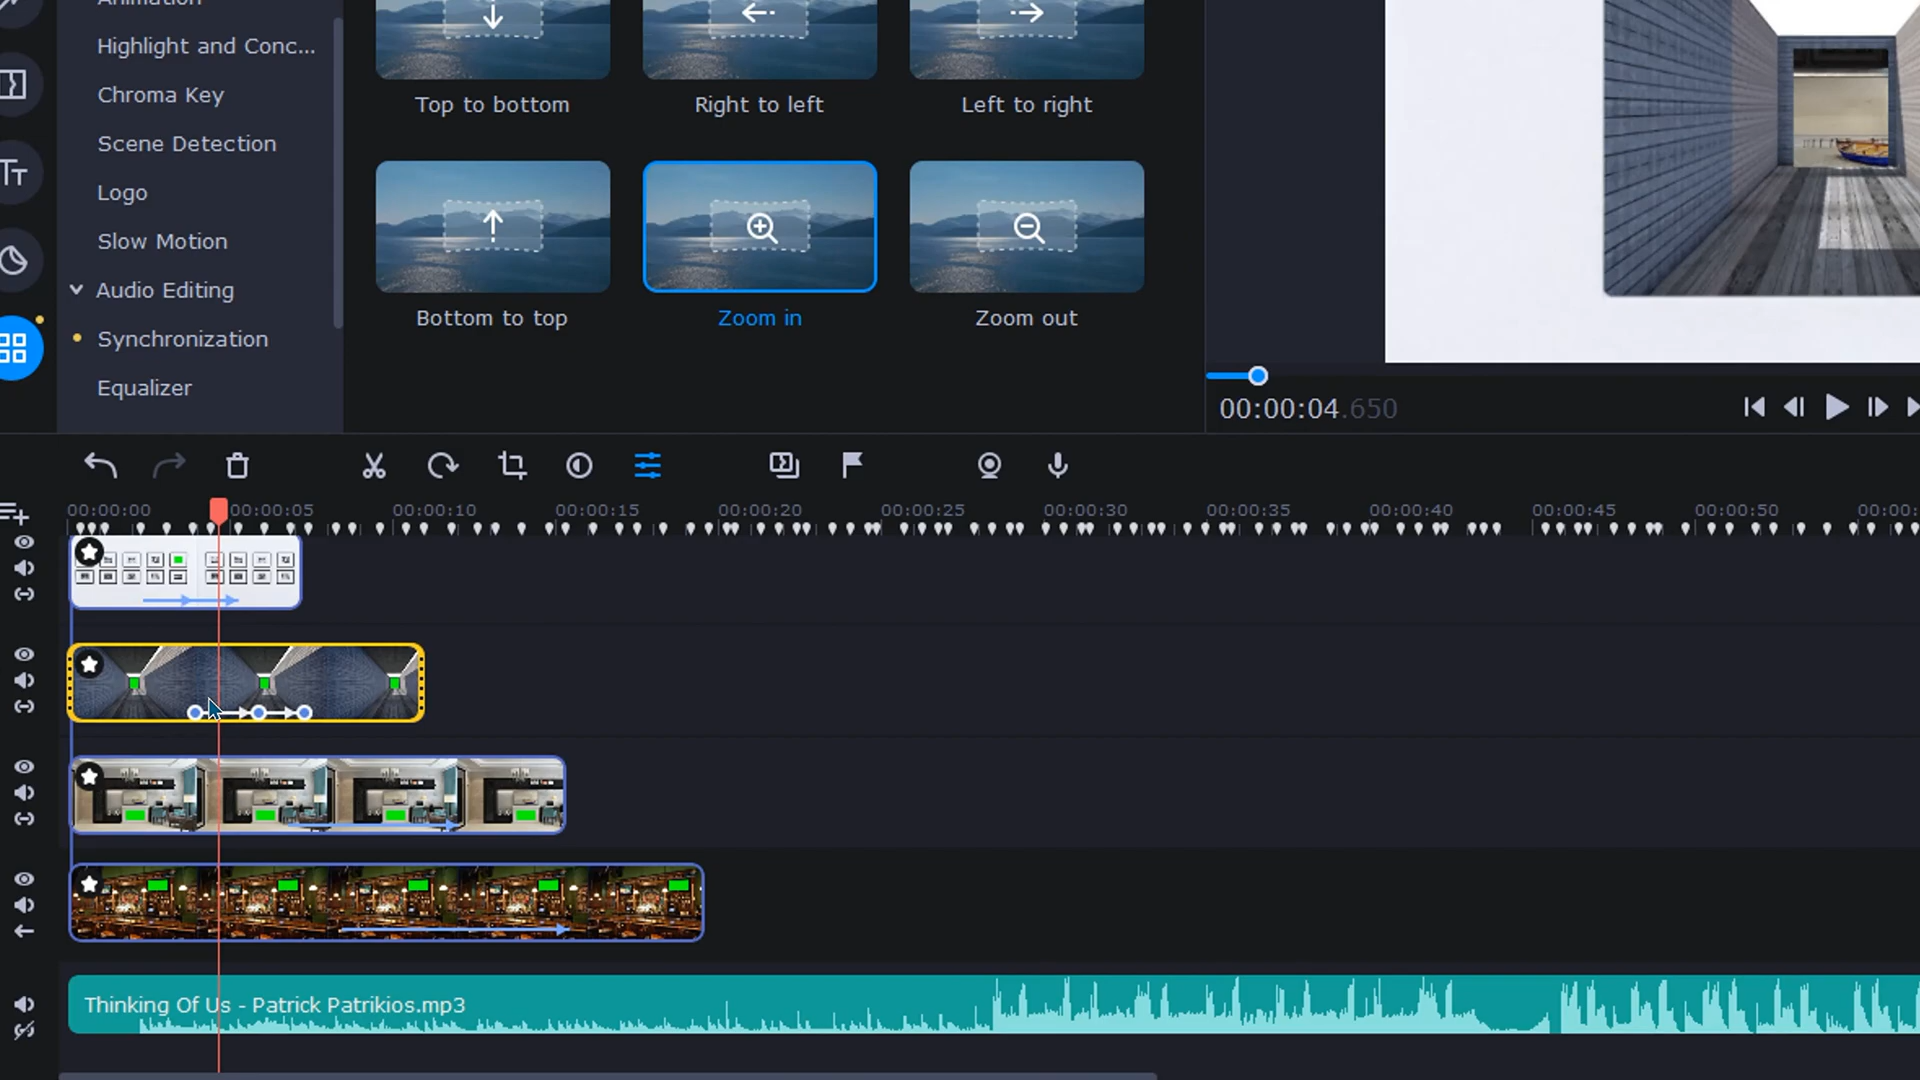 Highlight and Conc...
Chroma Key
Scene Detection
Logo
Slow Motion
Audio Editing
Synchronization
Equalizer
Top to bottom
Right to left
Left to right
Bottom to top
Zoom in
Zoom out
00:00:04.650
00:00:00 00:00:05 00:00:10 00:00:15 00:00:20 00:00:25 00:00:30 00:00:35 00:00:40 00:00:45 00:00:50 00:00:
Thinking Of Us - Patrick Patrikios.mp3